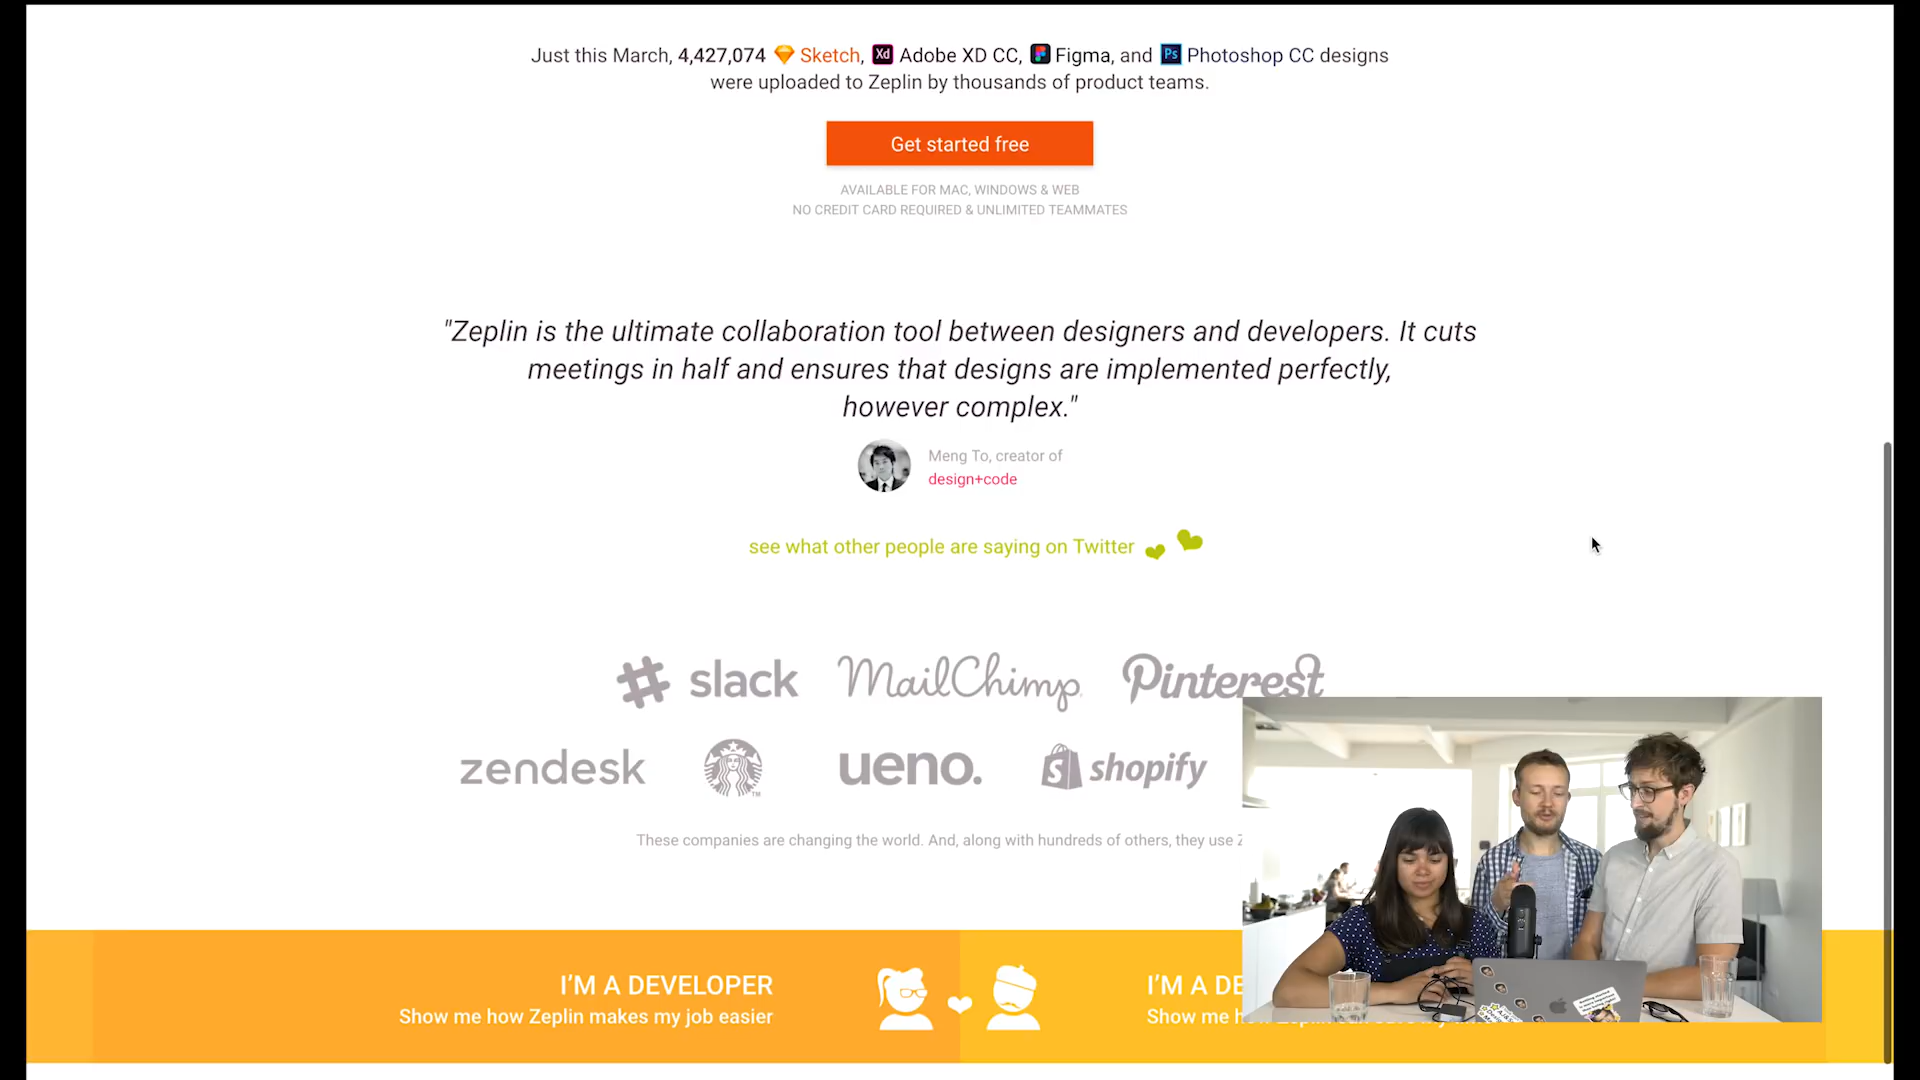 Just this March, 4,427,074 Sketch, Xd Adobe XD CC, Figma, and Ps Photoshop CC designs
were uploaded to Zeplin by thousands of product teams.
Get started free
AVAILABLE FOR MAC, WINDOWS & WEB
NO CREDIT CARD REQUIRED & UNLIMITED TEAMMATES
"Zeplin is the ultimate collaboration tool between designers and developers. It cuts
meetings in half and ensures that designs are implemented perfectly,
however complex."
Meng To, creator of
design+code
see what other people are saying on Twitter
slack MailChimp Pinterest
zendesk TM ueno. shopify
These companies are changing the world. And, along with hundreds of others, they use
I'M A DEVELOPER
Show me how Zeplin makes my job easier
I'M A DE
Show me